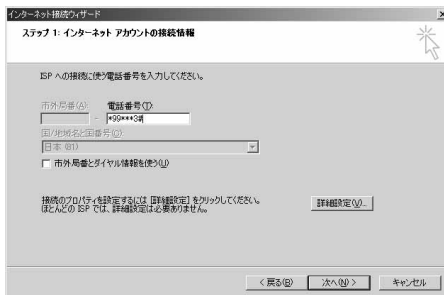 インターネット接続ウィザード
ステップ 1: インターネット アカウントの接続情報
ISP への接続に使う電話番号を入力してください。
市外局番(A): 電話番号(T):
- *99***3#
国/地域名と国番号(C):
日本 (81)
市外局番とダイヤル情報を使う(U)
接続のプロパティを設定するには [詳細設定] をクリックしてください。
ほとんどの ISP では、詳細設定は必要ありません。
詳細設定(V)...
< 戻る(B) 次へ(N) > キャンセル